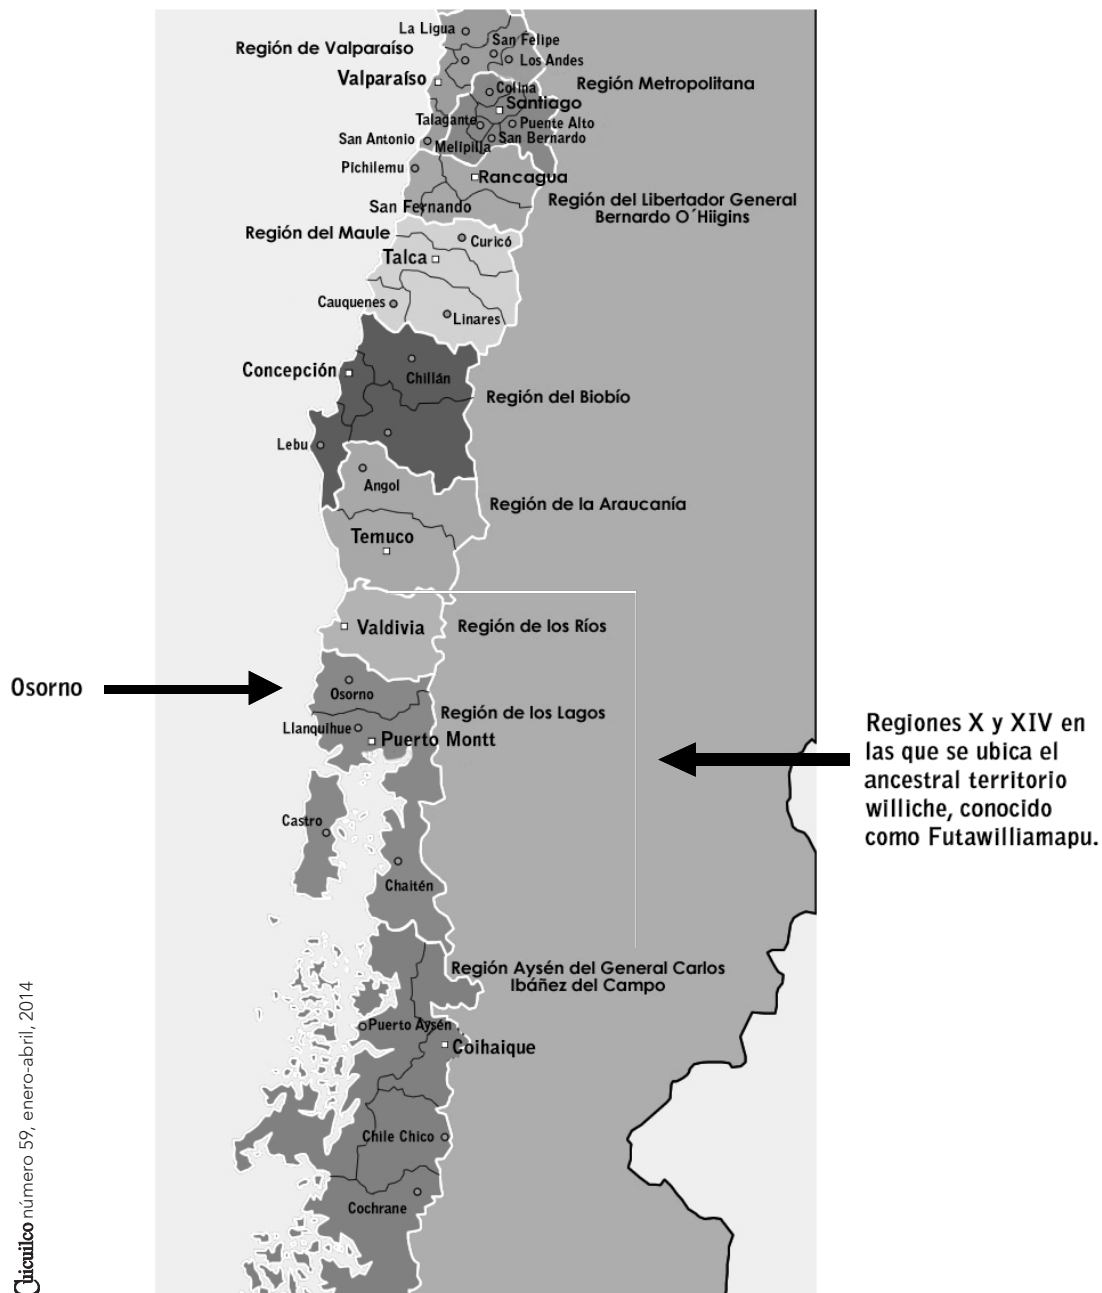 La Ligua
Región de Valparaíso
San Felipe
Los Andes
Valparaíso
Región Metropolitana
Colina
Santiago
Talagante
Puente Alto
San Antonio
San Bernardo
Melipilla
Pichilemu
Rancagua
San Fernando
Región del Libertador General
Bernardo O´Hiigins
Región del Maule
Curicó
Talca
Cauquenes
Linares
Concepción
Chillán
Región del Biobío
Lebu
Angol
Región de la Araucanía
Temuco
Valdivia
Región de los Ríos
Osorno
Osorno
Región de los Lagos
Llanquihue
Puerto Montt
Regiones X y XIV en
las que se ubica el
ancestral territorio
williche, conocido
como Futawilliamapu.
Castro
Chaitén
Región Aysén del General Carlos
Ibáñez del Campo
Puerto Aysén
Coihaique
Chile Chico
Cochrane
Cuicuilco número 59, enero-abril, 2014